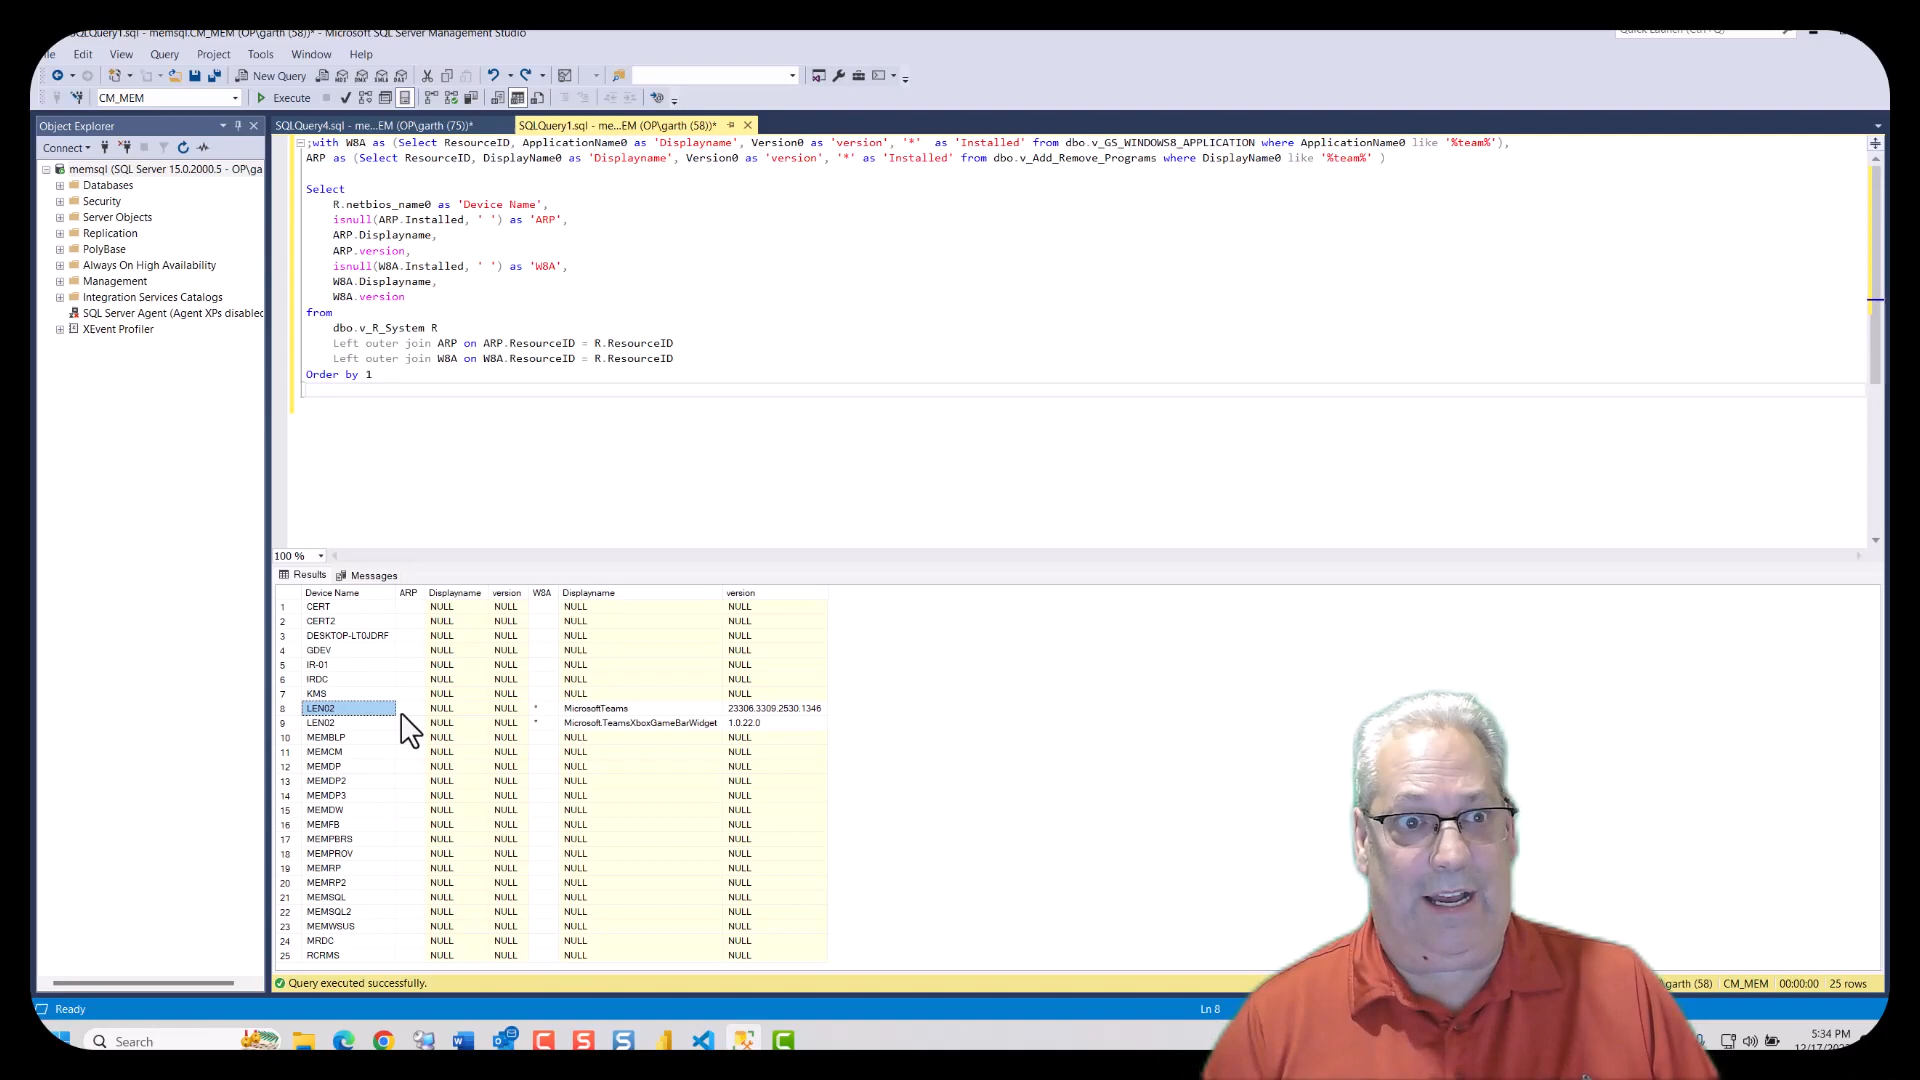 SQLQuery1.sql - memsql.CM_MEM (OP\garth (58))* - Microsoft SQL Server Management Studio
Quick Launch (Ctrl+Q)
Edit View Query Project Tools Window Help
New Query
CM_MEM
Execute
Object Explorer
SQLQuery4.sql - me...EM (OP\garth (75))*
SQLQuery1.sql - me...EM (OP\garth (58))*
Connect
memsql (SQL Server 15.0.2000.5 - OP\ga
Databases
Security
Server Objects
Replication
PolyBase
Always On High Availability
Management
Integration Services Catalogs
SQL Server Agent (Agent XPs disabled
XEvent Profiler
;with W8A as (Select ResourceID, ApplicationName0 as 'Displayname', Version0 as 'version', '*' as 'Installed' from dbo.v_GS_WINDOWS8_APPLICATION where ApplicationName0 like '%team%'),
ARP as (Select ResourceID, DisplayName0 as 'Displayname', Version0 as 'version', '*' as 'Installed' from dbo.v_Add_Remove_Programs where DisplayName0 like '%team%' )
Select
R.netbios_name0 as 'Device Name',
isnull(ARP.Installed, ' ') as 'ARP',
ARP.Displayname,
ARP.version,
isnull(W8A.Installed, ' ') as 'W8A',
W8A.Displayname,
W8A.version
from
dbo.v_R_System R
Left outer join ARP on ARP.ResourceID = R.ResourceID
Left outer join W8A on W8A.ResourceID = R.ResourceID
Order by 1
100 %
Results Messages
Device Name ARP Displayname version W8A Displayname version
1 CERT NULL NULL NULL NULL
2 CERT2 NULL NULL NULL NULL
3 DESKTOP-LT0JDRF NULL NULL NULL NULL
4 GDEV NULL NULL NULL NULL
5 IR-01 NULL NULL NULL NULL
6 IRDC NULL NULL NULL NULL
7 KMS NULL NULL NULL NULL
8 LEN02 NULL NULL * MicrosoftTeams 23306.3309.2530.1346
9 LEN02 NULL NULL * Microsoft.TeamsXboxGameBarWidget 1.0.22.0
10 MEMBLP NULL NULL NULL NULL
11 MEMCM NULL NULL NULL NULL
12 MEMDP NULL NULL NULL NULL
13 MEMDP2 NULL NULL NULL NULL
14 MEMDP3 NULL NULL NULL NULL
15 MEMDW NULL NULL NULL NULL
16 MEMFB NULL NULL NULL NULL
17 MEMPBRS NULL NULL NULL NULL
18 MEMPROV NULL NULL NULL NULL
19 MEMRP NULL NULL NULL NULL
20 MEMRP2 NULL NULL NULL NULL
21 MEMSQL NULL NULL NULL NULL
22 MEMSQL2 NULL NULL NULL NULL
23 MEMWSUS NULL NULL NULL NULL
24 MRDC NULL NULL NULL NULL
25 RCRMS NULL NULL NULL NULL
Query executed successfully.
garth (58) CM_MEM 00:00:00 25 rows
Ready
Ln 8
Search
5:34 PM